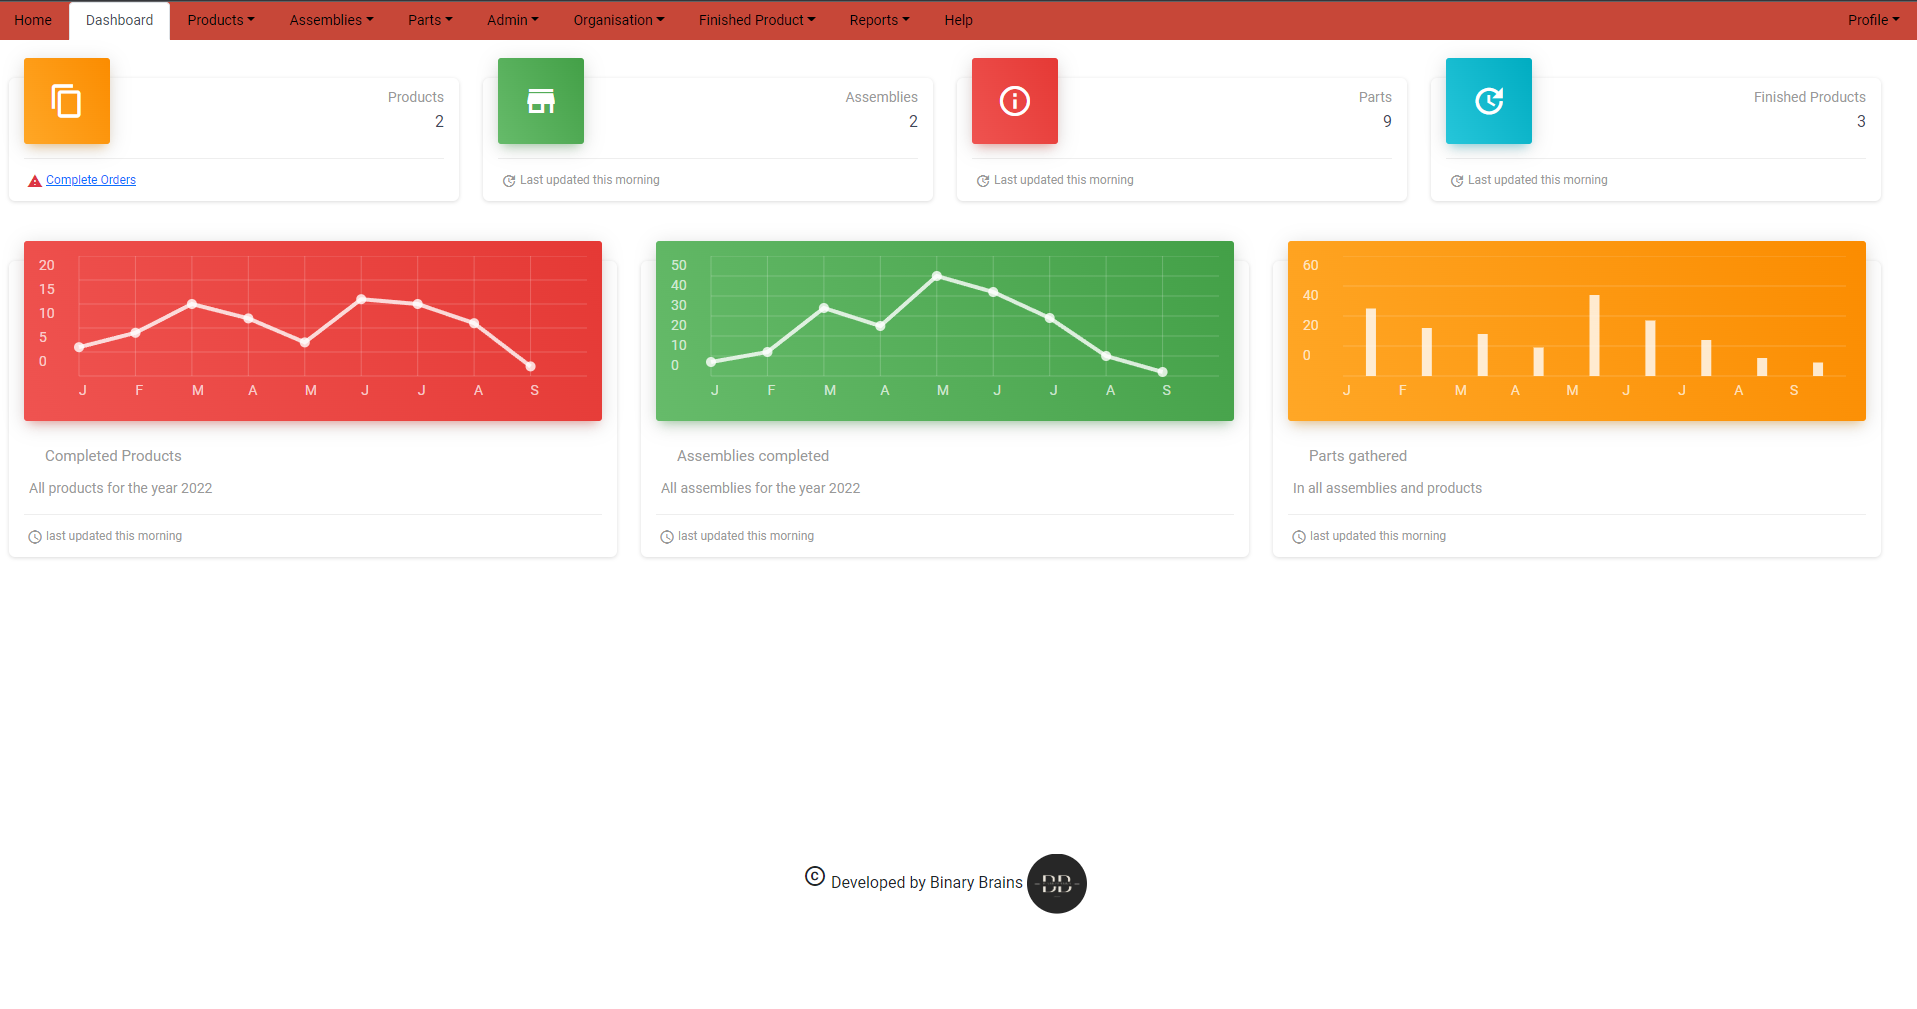 Home Dashboard Products Assemblies Parts Admin Organisation Finished Product Reports Help Profile
Products
2
Complete Orders
Assemblies
2
Last updated this morning
Parts
9
Last updated this morning
Finished Products
3
Last updated this morning
20
15
10
5
0
J F M A M J J A S
Completed Products
All products for the year 2022
last updated this morning
50
40
30
20
10
0
J F M A M J J A S
Assemblies completed
All assemblies for the year 2022
last updated this morning
60
40
20
0
J F M A M J J A S
Parts gathered
In all assemblies and products
last updated this morning
© Developed by Binary Brains
BB